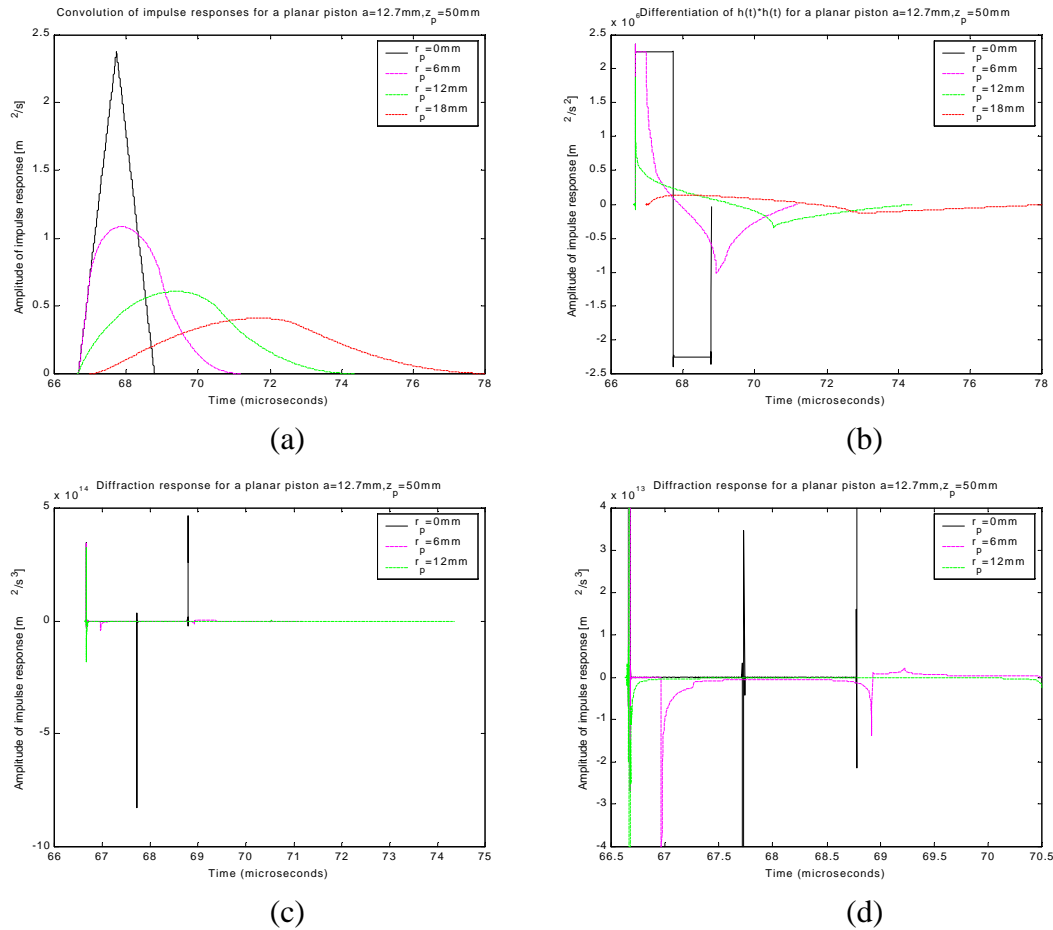 Convolution of impulse responses for a planar piston a=12.7mm,z_p=50mm
2.5
2
1.5
1
0.5
0
Amplitude of impulse response [m^2/s]
r_p=0mm
r_p=6mm
r_p=12mm
r_p=18mm
66 68 70 72 74 76 78
Time (microseconds)
(a)
x 10^6
Differentiation of h(t)*h(t) for a planar piston a=12.7mm,z_p=50mm
2.5
2
1.5
1
0.5
0
-0.5
-1
-1.5
-2
-2.5
Amplitude of impulse response [m^2/s^2]
r_p=0mm
r_p=6mm
r_p=12mm
r_p=18mm
66 68 70 72 74 76 78
Time (microseconds)
(b)
x 10^14
Diffraction response for a planar piston a=12.7mm,z_p=50mm
5
0
-5
-10
Amplitude of impulse response [m^2/s^3]
r_p=0mm
r_p=6mm
r_p=12mm
66 67 68 69 70 71 72 73 74 75
Time (microseconds)
(c)
x 10^13
Diffraction response for a planar piston a=12.7mm,z_p=50mm
4
3
2
1
0
-1
-2
-3
-4
Amplitude of impulse response [m^2/s^3]
r_p=0mm
r_p=6mm
r_p=12mm
66.5 67 67.5 68 68.5 69 69.5 70 70.5
Time (microseconds)
(d)